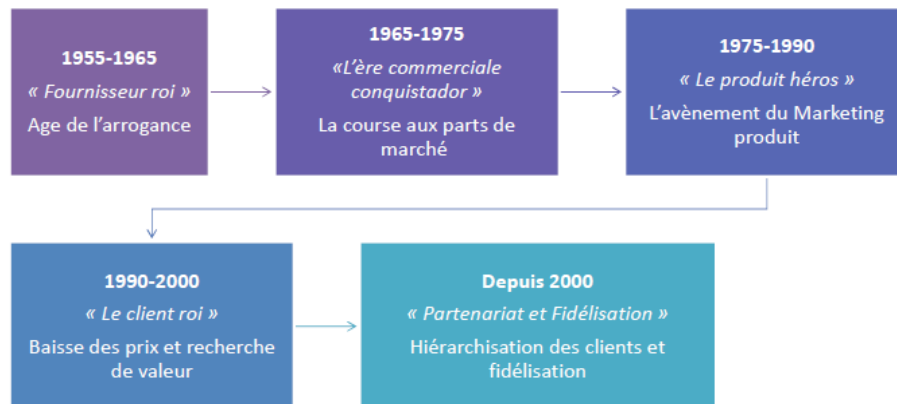 1955-1965
« Fournisseur roi »
Age de l'arrogance
1965-1975
«L'ère commerciale
conquistador »
La course aux parts de
marché
1975-1990
« Le produit héros »
L'avènement du Marketing
produit
1990-2000
« Le client roi »
Baisse des prix et recherche
de valeur
Depuis 2000
« Partenariat et Fidélisation »
Hiérarchisation des clients et
fidélisation